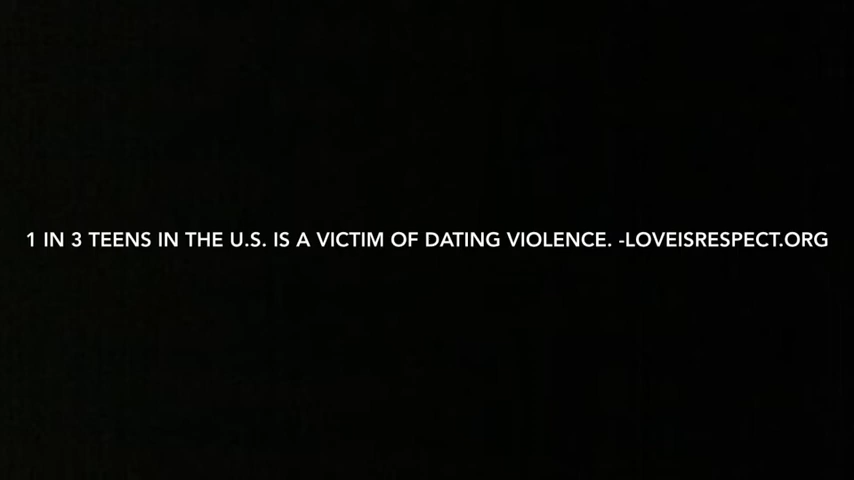 1 IN 3 TEENS IN THE U.S. IS A VICTIM OF DATING VIOLENCE. -LOVEISRESPECT.ORG